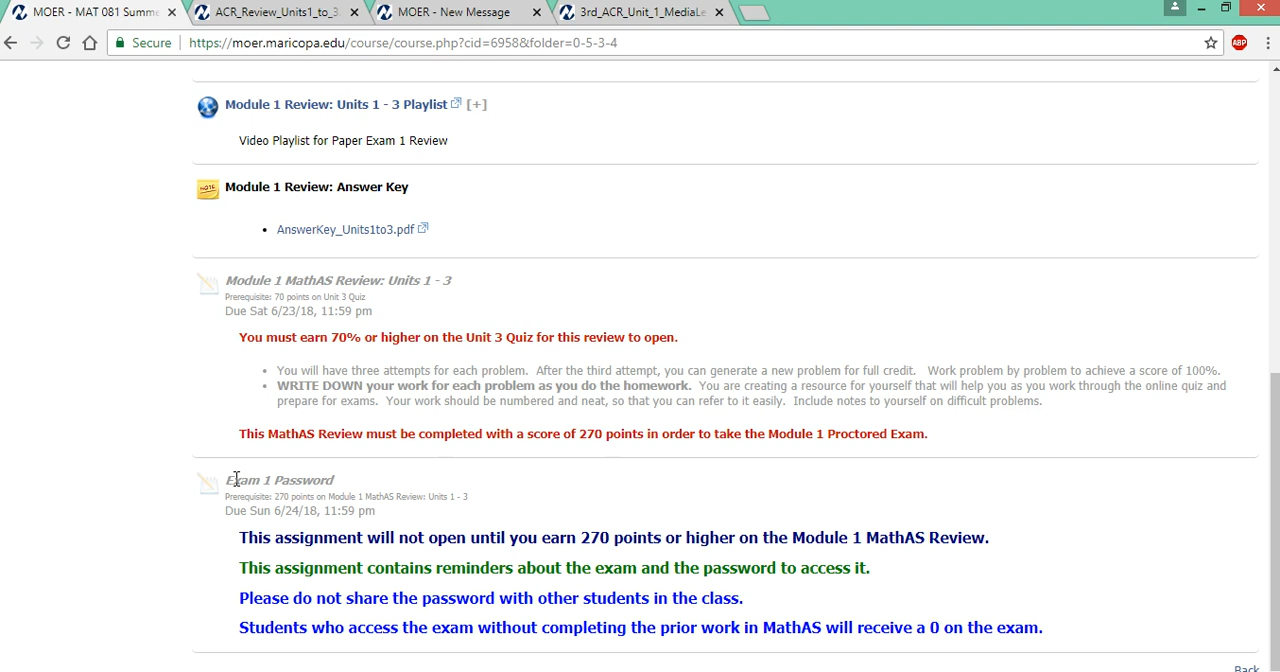 MOER - MAT 081 Summe
ACR_Review_Units1_to_3.
MOER - New Message
3rd_ACR_Unit_1_MediaLe
ABP
Secure
https://moer.maricopa.edu/course/course.php?cid=6958&folder=0-5-3-4
Module 1 Review: Units 1 - 3 Playlist [+]
Video Playlist for Paper Exam 1 Review
NOTE
Module 1 Review: Answer Key
• AnswerKey_Units1to3.pdf
Module 1 MathAS Review: Units 1 - 3
Prerequisite: 70 points on Unit 3 Quiz
Due Sat 6/23/18, 11:59 pm
You must earn 70% or higher on the Unit 3 Quiz for this review to open.
• You will have three attempts for each problem. After the third attempt, you can generate a new problem for full credit. Work problem by problem to achieve a score of 100%.
• WRITE DOWN your work for each problem as you do the homework. You are creating a resource for yourself that will help you as you work through the online quiz and
prepare for exams. Your work should be numbered and neat, so that you can refer to it easily. Include notes to yourself on difficult problems.
This MathAS Review must be completed with a score of 270 points in order to take the Module 1 Proctored Exam.
Exam 1 Password
Prerequisite: 270 points on Module 1 MathAS Review: Units 1 - 3
Due Sun 6/24/18, 11:59 pm
This assignment will not open until you earn 270 points or higher on the Module 1 MathAS Review.
This assignment contains reminders about the exam and the password to access it.
Please do not share the password with other students in the class.
Students who access the exam without completing the prior work in MathAS will receive a 0 on the exam.
Back